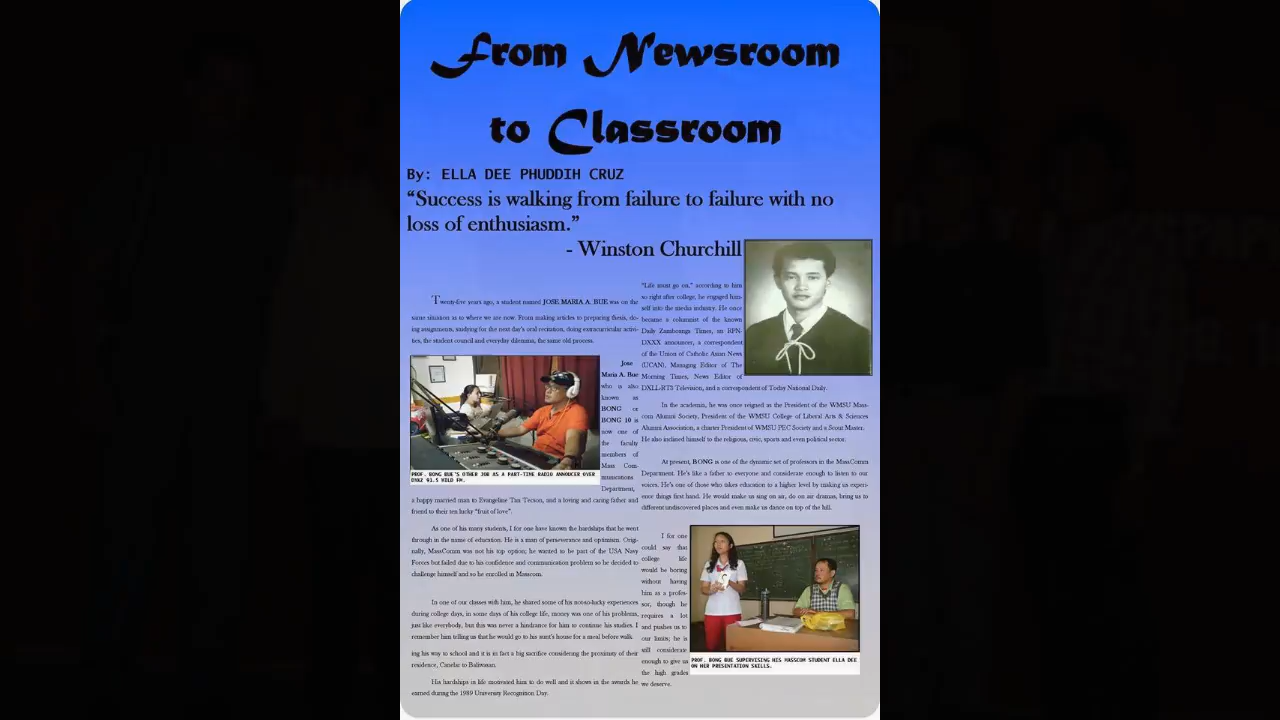 From Newsroom
to Classroom
By: ELLA DEE PHUDDIH CRUZ
“Success is walking from failure to failure with no
loss of enthusiasm.”
- Winston Churchill
Twenty-five years ago, a student named JOSE MARIA A. BUE was on the
same situation as to where we are now. From making articles to preparing thesis, do-
ing assignments, studying for the next day's oral recitation, doing extracurricular activi-
ties, the student council and everyday dilemma, the same old process.
Jose
Maria A. Bue
who is also
known as
BONG or
BONG 10 is
now one of
the faculty
members of
Mass Com-
munications
Department,
PROF. BONG BUE'S OTHER JOB AS A PART-TIME RADIO ANNOUCER OVER
DXWZ 93.5 WILD FM.
a happy married man to Evangeline Tan Tecson, and a loving and caring father and
friend to their ten lucky “fruit of love”.
As one of his many students, I for one have known the hardships that he went
through in the name of education. He is a man of perseverance and optimism. Orig-
nally, MassComm was not his top option; he wanted to be part of the USA Navy
Forces but failed due to his confidence and communication problem so he decided to
challenge himself and so he enrolled in Masscom.
In one of our classes with him, he shared some of his not-so-lucky experiences
during college days, in some days of his college life, money was one of his problems,
just like everybody, but this was never a hindrance for him to continue his studies. I
remember him telling us that he would go to his aunt's house for a meal before walk-
ing his way to school and it is in fact a big sacrifice considering the proximity of their
residence, Canelar to Baliwasan.
His hardships in life motivated him to do well and it shows in the awards he
earned during the 1989 University Recognition Day.
“Life must go on,” according to him
so right after college, he engaged him-
self into the media industry. He once
became a columnist of the known
Daily Zamboanga Times, an RPN-
DXXX announcer, a correspondent
of the Union of Catholic Asian News
(UCAN), Managing Editor of The
Morning Times, News Editor of
DXLL-RTS Television, and a correspondent of Today National Daily.
In the academia, he was once reigned as the President of the WMSU Mass-
com Alumni Society, President of the WMSU College of Liberal Arts & Sciences
Alumni Association, a charter President of WMSU PEC Society and a Scout Master.
He also inclined himself to the religious, civic, sports and even political sector.
At present, BONG is one of the dynamic set of professors in the MassComm
Department. He's like a father to everyone and considerate enough to listen to our
voices. He's one of those who takes education to a higher level by making us experi-
ence things first hand. He would make us sing on air, do on air dramas, bring us to
different undiscovered places and even make us dance on top of the hill.
I for one
could say that
college life
would be boring
without having
him as a profes-
sor, though he
requires a lot
and pushes us to
our limits; he is
still considerate
enough to give us
the high grades
we deserve.
PROF. BONG BUE SUPERVISING HIS MASSCOM STUDENT ELLA DEE
ON HER PRESENTATION SKILLS.